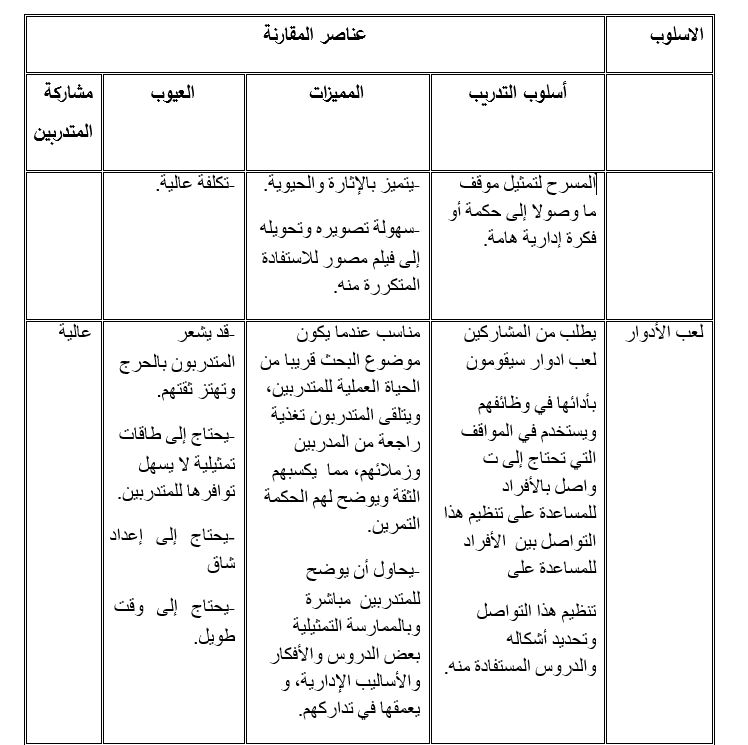 الاسلوب
عناصر المقارنة
أسلوب التدريب
المميزات
العيوب
مشاركة
المتدربين
المسرح لتمثيل موقف
ما وصولا إلى حكمة أو
فكرة إدارية هامة.
-يتميز بالإثارة والحيوية.
-سهولة تصويره وتحويله
إلى فيلم مصور للاستفادة
المتكررة منه.
-تكلفة عالية.
لعب الأدوار
يطلب من المشاركين
لعب ادوار سيقومون
بأدائها في وظائفهم
ويستخدم في المواقف
التي تحتاج إلى ت
واصل بالأفراد
للمساعدة على تنظيم هذا
التواصل بين الأفراد
للمساعدة على
تنظيم هذا التواصل
وتحديد أشكاله
والدروس المستفادة منه.
مناسب عندما يكون
موضوع البحث قريبا من
الحياة العملية للمتدربين،
ويتلقى المتدربون تغذية
راجعة من المدربين
وزملائهم، مما يكسبهم
الثقة ويوضح لهم الحكمة
التمرين.
-يحاول أن يوضح
للمتدربين مباشرة
وبالممارسة التمثيلية
بعض الدروس والأفكار
والأساليب الإدارية، و
يعمقها في تداركهم.
-قد يشعر
المتدربون بالحرج
وتهتز ثقتهم.
-يحتاج إلى طاقات
تمثيلية لا يسهل
توافرها للمتدربين.
-يحتاج إلى إعداد
شاق
-يحتاج إلى وقت
طويل.
عالية